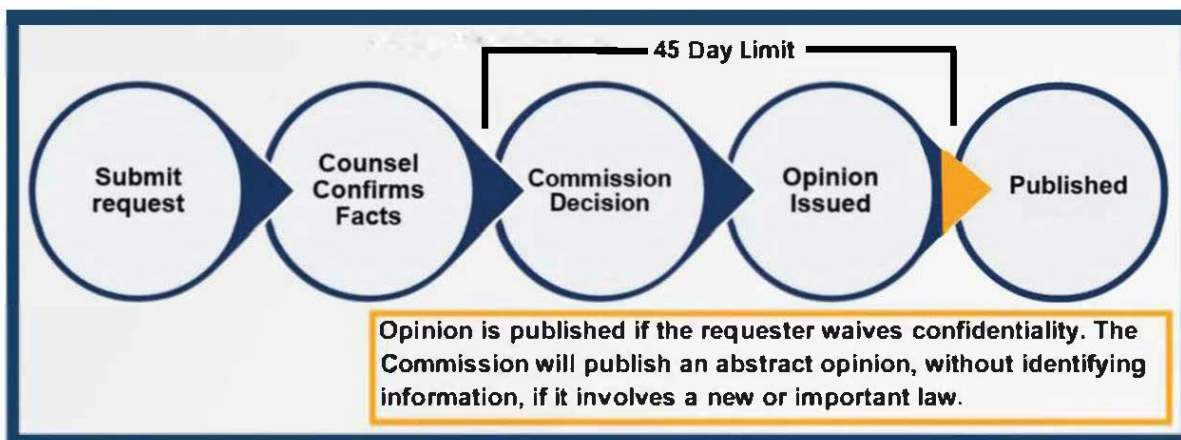 45 Day Limit
Submit
request
Counsel
Confirms
Facts
Commission
Decision
Opinion
Issued
Published
Opinion is published if the requester waives confidentiality. The
Commission will publish an abstract opinion, without identifying
information, if it involves a new or important law.